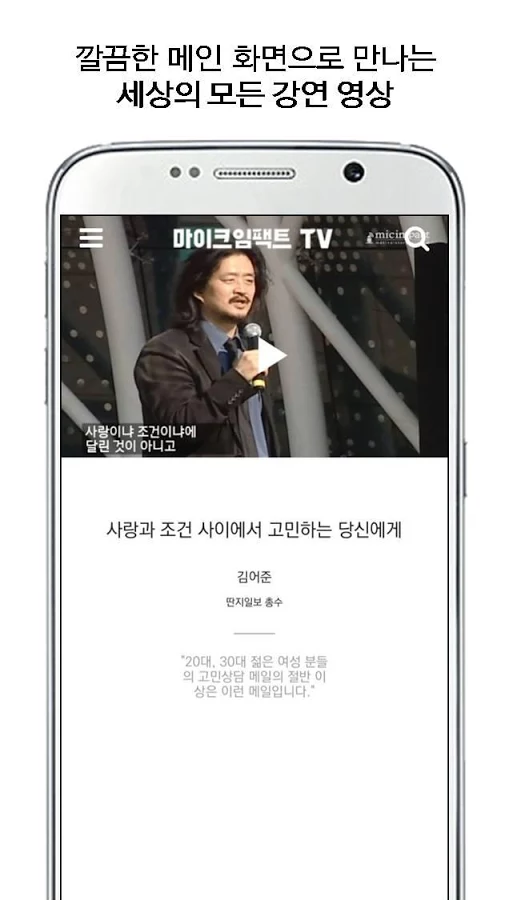 깔끔한 메인 화면으로 만나는
세상의 모든 강연 영상
마이크임팩트 TV
micimpact
사랑이냐 조건이냐에
달린 것이 아니고
사랑과 조건 사이에서 고민하는 당신에게
김어준
딴지일보 총수
"20대, 30대 젊은 여성 분들
의 고민상담 메일의 절반 이
상은 이런 메일입니다."